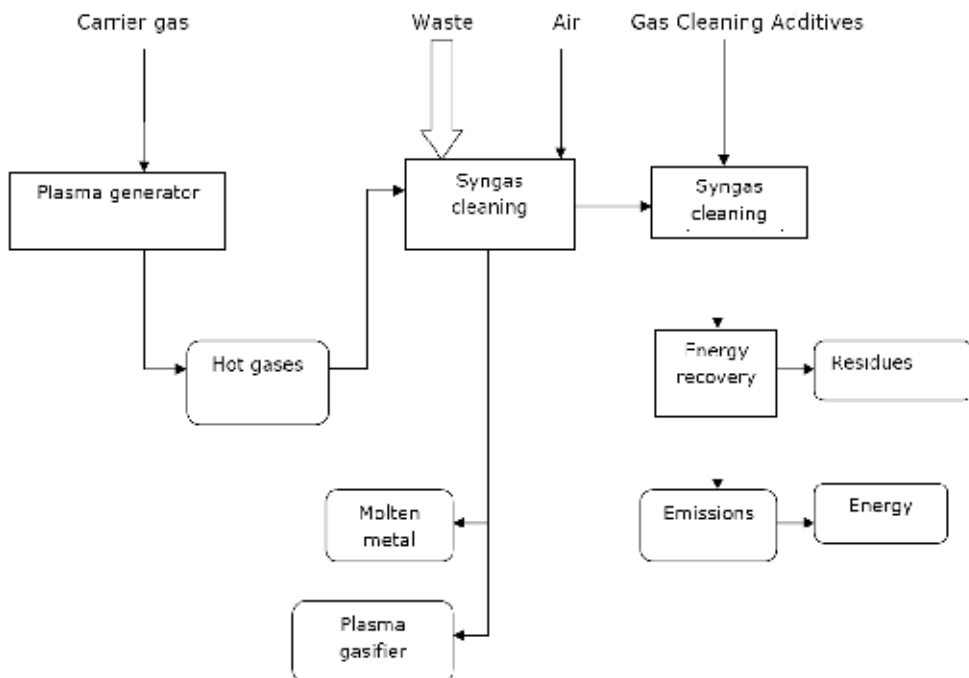 Carrier gas
Waste
Air
Gas Cleaning Additives
Plasma generator
Syngas
cleaning
Syngas
cleaning
Hot gases
Energy
recovery
Residues
Molten
metal
Emissions
Energy
Plasma
gasifier